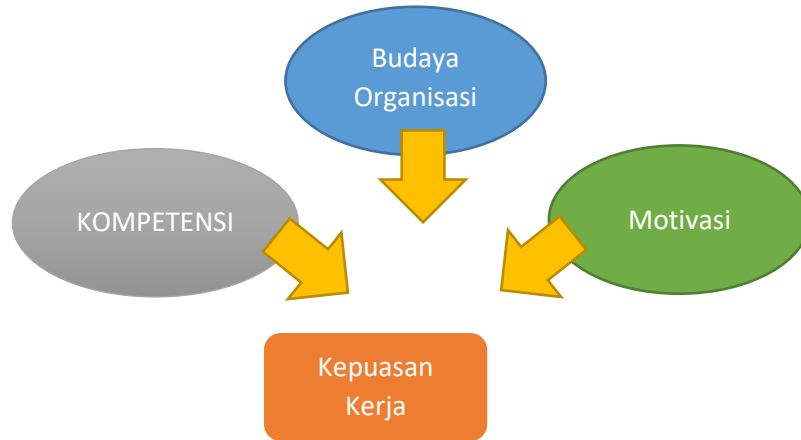 Budaya
Organisasi
KOMPETENSI
Motivasi
Kepuasan
Kerja